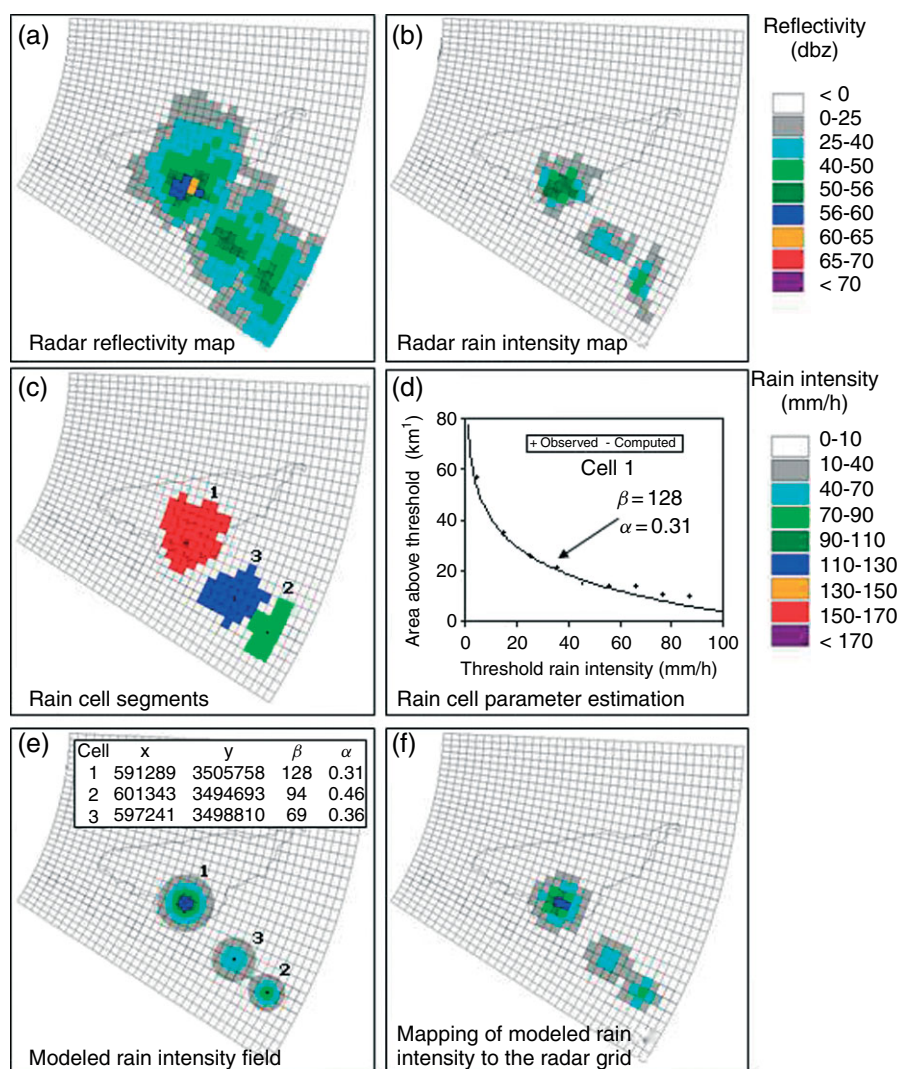 (a)
Radar reflectivity map
(b)
Radar rain intensity map
Reflectivity
(dbz)
< 0
0-25
25-40
40-50
50-56
56-60
60-65
65-70
< 70
(c)
1
3
2
Rain cell segments
(d)
80
60
40
20
0
0
20
40
60
80
100
Area above threshold (km¹)
+ Observed - Computed
Cell 1
β = 128
α = 0.31
Threshold rain intensity (mm/h)
Rain cell parameter estimation
Rain intensity
(mm/h)
0-10
10-40
40-70
70-90
90-110
110-130
130-150
150-170
< 170
(e)
Cell x y β α
1 591289 3505758 128 0.31
2 601343 3494693 94 0.46
3 597241 3498810 69 0.36
1
3
2
Modeled rain intensity field
(f)
Mapping of modeled rain
intensity to the radar grid